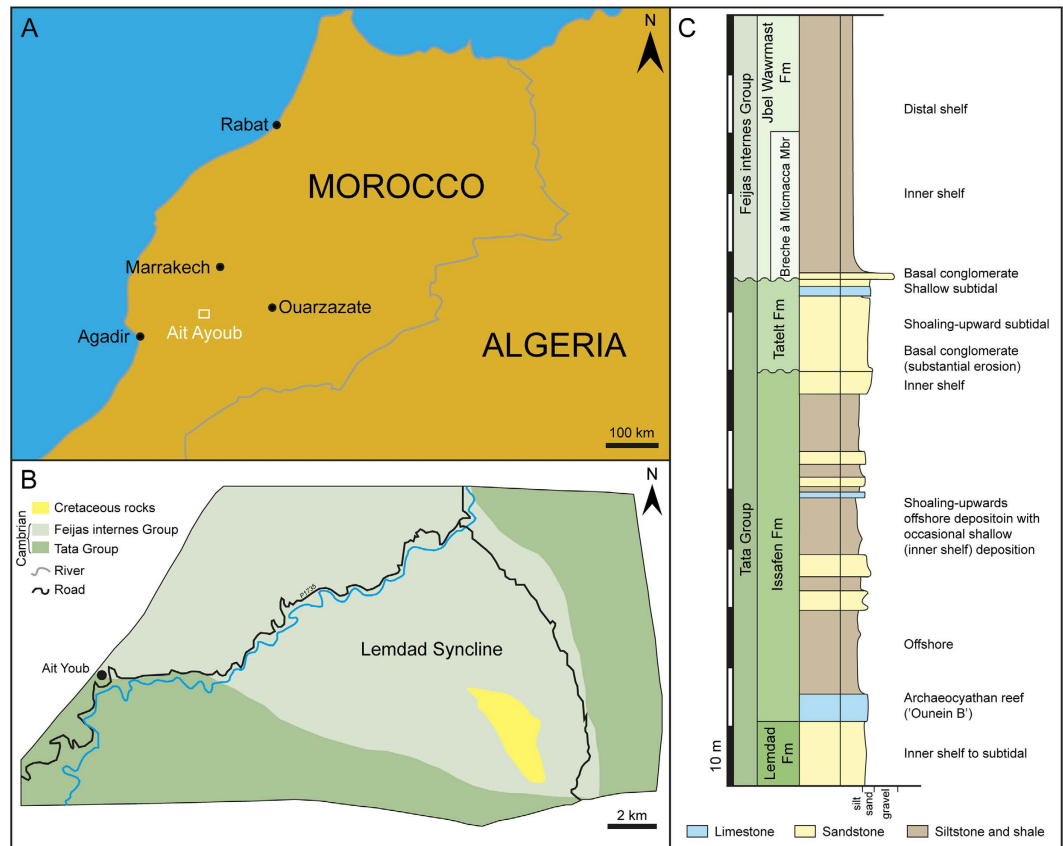 A
N
Rabat
MOROCCO
Marrakech
Ouarzazate
Ait Ayoub
Agadir
ALGERIA
100 km
B
N
Cretaceous rocks
Cambrian
Feijas internes Group
Tata Group
River
Road
P1735
Ait Youb
Lemdad Syncline
2 km
C
Feijas internes Group
Jbel Wawrmast
Fm
Breche à Micmacca Mbr
Tata Group
Tatelt Fm
Issafen Fm
Lemdad
Fm
10 m
Distal shelf
Inner shelf
Basal conglomerate
Shallow subtidal
Shoaling-upward subtidal
Basal conglomerate
(substantial erosion)
Inner shelf
Shoaling-upwards
offshore depositoin with
occasional shallow
(inner shelf) deposition
Offshore
Archaeocyathan reef
('Ounein B')
Inner shelf to subtidal
silt
sand
gravel
Limestone
Sandstone
Siltstone and shale